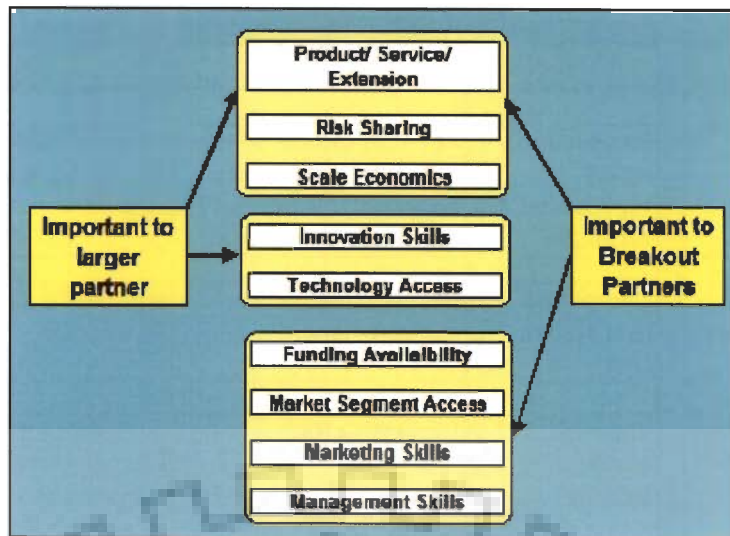 Product/ Service/
Extension
Risk Sharing
Scale Economics
Important to
larger
partner
Innovation Skills
Technology Access
Important to
Breakout
Partners
Funding Availibility
Market Segment Access
Marketing Skills
Management Skills